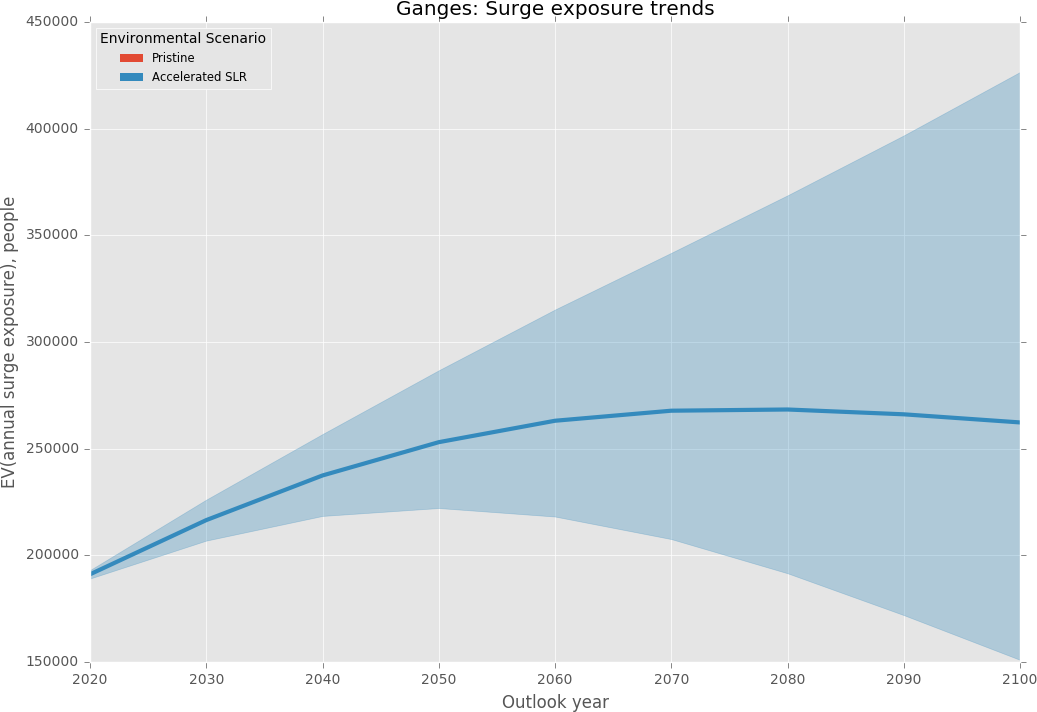 Ganges: Surge exposure trends
Environmental Scenario
Pristine
Accelerated SLR
EV(annual surge exposure), people
450000
400000
350000
300000
250000
200000
150000
2020 2030 2040 2050 2060 2070 2080 2090 2100
Outlook year